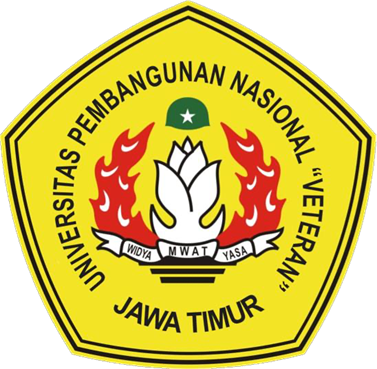 UNIVERSITAS PEMBANGUNAN NASIONAL “VETERAN”
WIDYA MWAT YASA
JAWA TIMUR